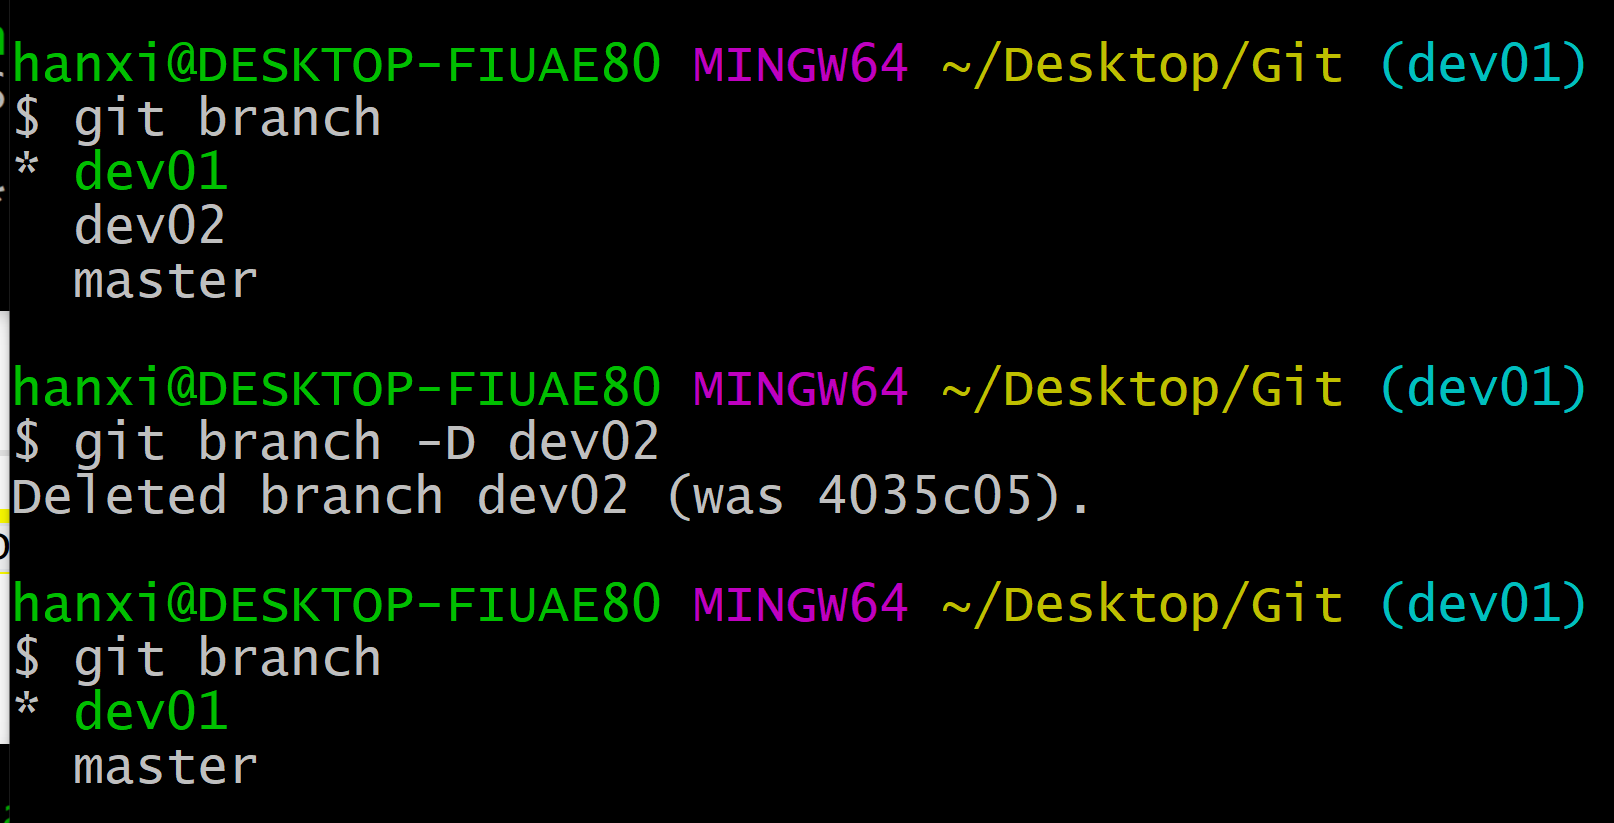 hanxi@DESKTOP-FIUAE80 MINGW64 ~/Desktop/Git (dev01)
$ git branch
* dev01
  dev02
  master
hanxi@DESKTOP-FIUAE80 MINGW64 ~/Desktop/Git (dev01)
$ git branch -D dev02
Deleted branch dev02 (was 4035c05).
hanxi@DESKTOP-FIUAE80 MINGW64 ~/Desktop/Git (dev01)
$ git branch
* dev01
  master